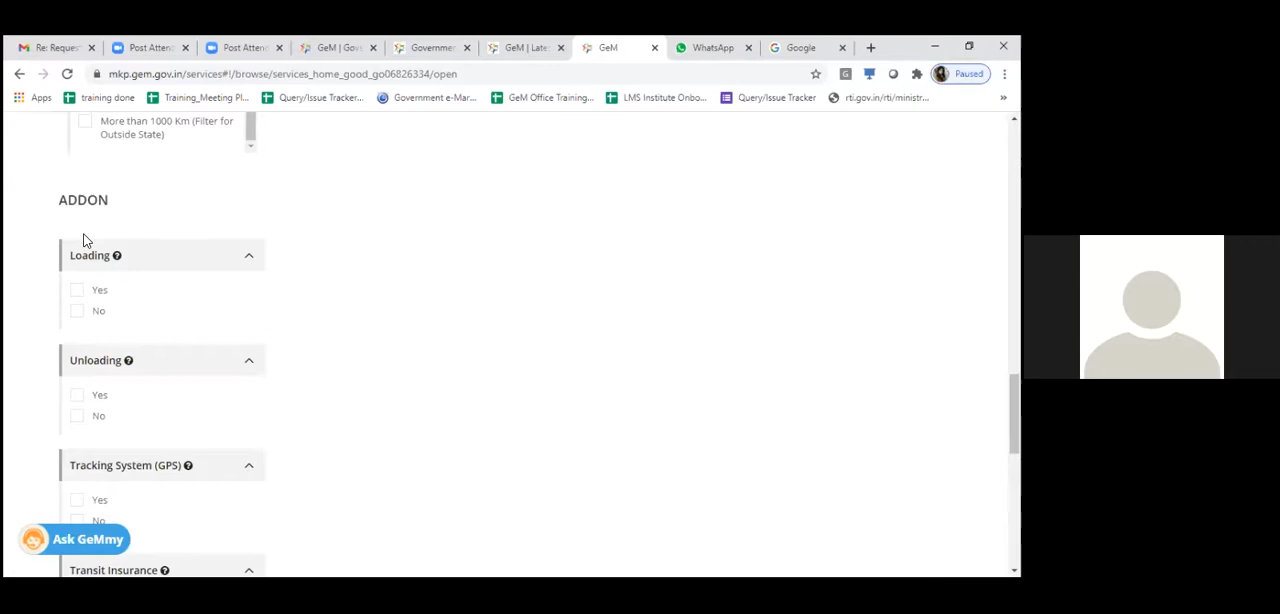 Re: Reques
Post Atten
Post Atten
GeM | Gov
Governme
GeM | Late
GeM
WhatsApp
Google
mkp.gem.gov.in/services#!/browse/services_home_good_go06826334/open
Paused
Apps
training done
Training_Meeting Pl...
Query/Issue Tracker...
Government e-Mar...
GeM Office Training...
LMS Institute Onbo...
Query/Issue Tracker
rti.gov.in/rti/ministr...
More than 1000 Km (Filter for
Outside State)
ADDON
Loading
Yes
No
Unloading
Yes
No
Tracking System (GPS)
Yes
No
Ask GeMmy
Transit Insurance